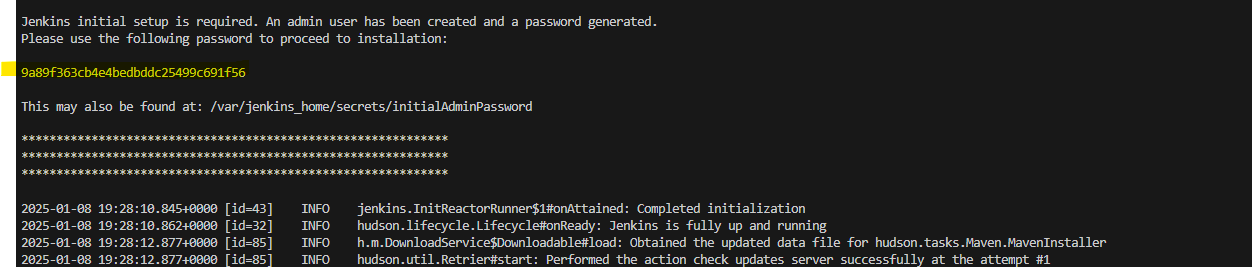 Jenkins initial setup is required. An admin user has been created and a password generated.
Please use the following password to proceed to installation:
9a89f363cb4e4bedbddc25499c691f56
This may also be found at: /var/jenkins_home/secrets/initialAdminPassword
*************************************************************
*************************************************************
*************************************************************
2025-01-08 19:28:10.845+0000 [id=43]    INFO    jenkins.InitReactorRunner$1#onAttained: Completed initialization
2025-01-08 19:28:10.862+0000 [id=32]    INFO    hudson.lifecycle.Lifecycle#onReady: Jenkins is fully up and running
2025-01-08 19:28:12.877+0000 [id=85]    INFO    h.m.DownloadService$Downloadable#load: Obtained the updated data file for hudson.tasks.Maven.MavenInstaller
2025-01-08 19:28:12.877+0000 [id=85]    INFO    hudson.util.Retrier#start: Performed the action check updates server successfully at the attempt #1